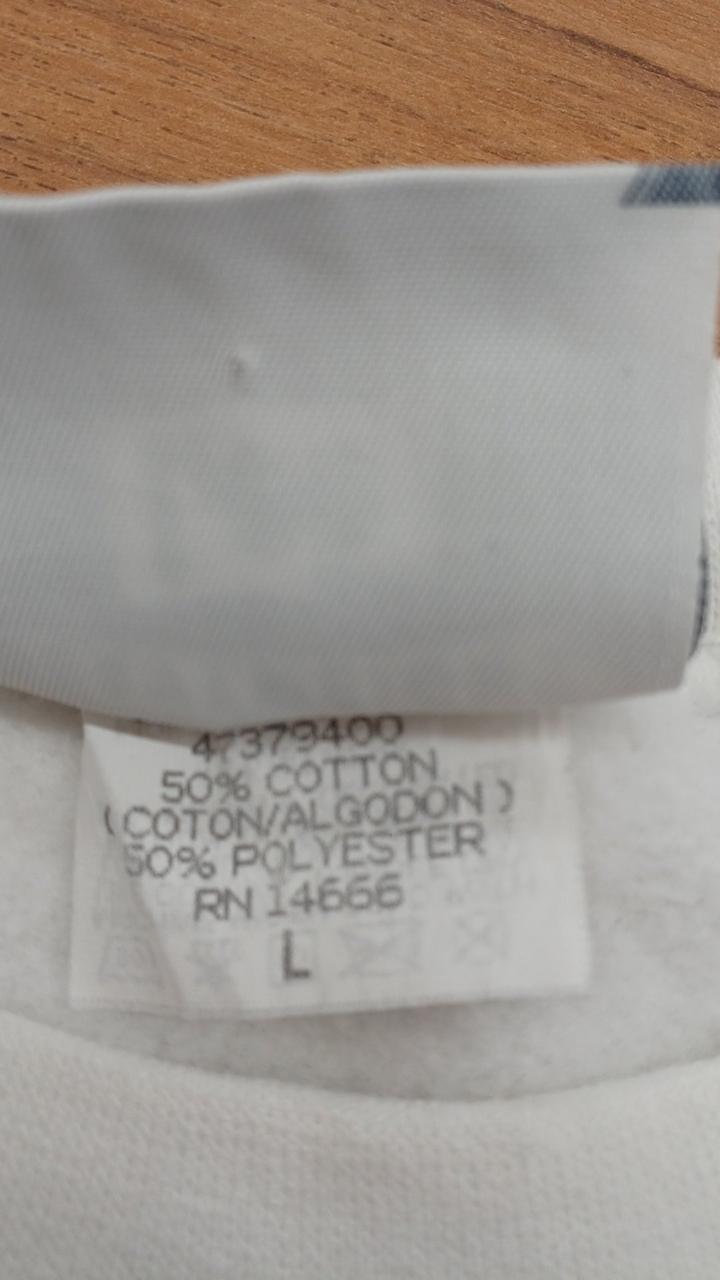 47379400
50% COTTON
(COTON/ALGODON)
50% POLYESTER
RN 14666
L